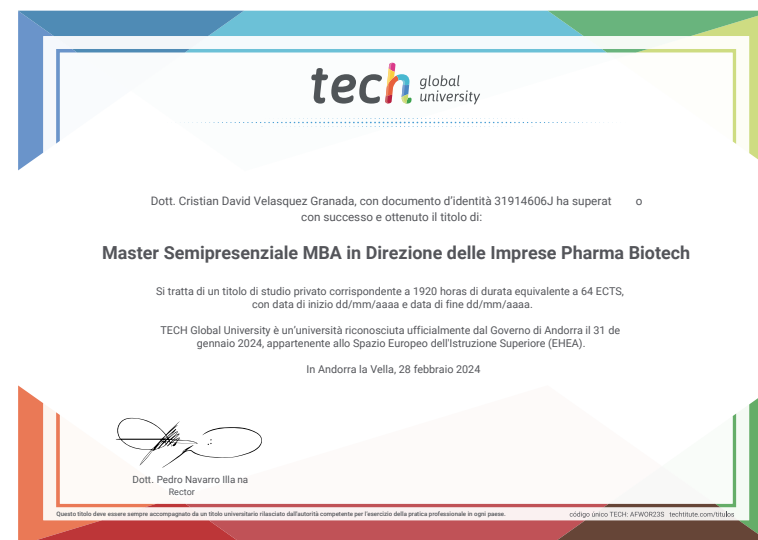 tech global university
Dott. Cristian David Velasquez Granada, con documento d'identità 31914606J ha superat o
con successo e ottenuto il titolo di:
Master Semipresenziale MBA in Direzione delle Imprese Pharma Biotech
Si tratta di un titolo di studio privato corrispondente a 1920 horas di durata equivalente a 64 ECTS,
con data di inizio dd/mm/aaaa e data di fine dd/mm/aaaa.
TECH Global University è un'università riconosciuta ufficialmente dal Governo di Andorra il 31 de
gennaio 2024, appartenente allo Spazio Europeo dell'Istruzione Superiore (EHEA).
In Andorra la Vella, 28 febbraio 2024
Dott. Pedro Navarro Illa na
Rector
Questo titolo deve essere sempre accompagnato da un titolo universitario rilasciato dall'autorità competente per l'esercizio della pratica professionale in ogni paese. código único TECH: AFWOR23S techtitute.com/titulos